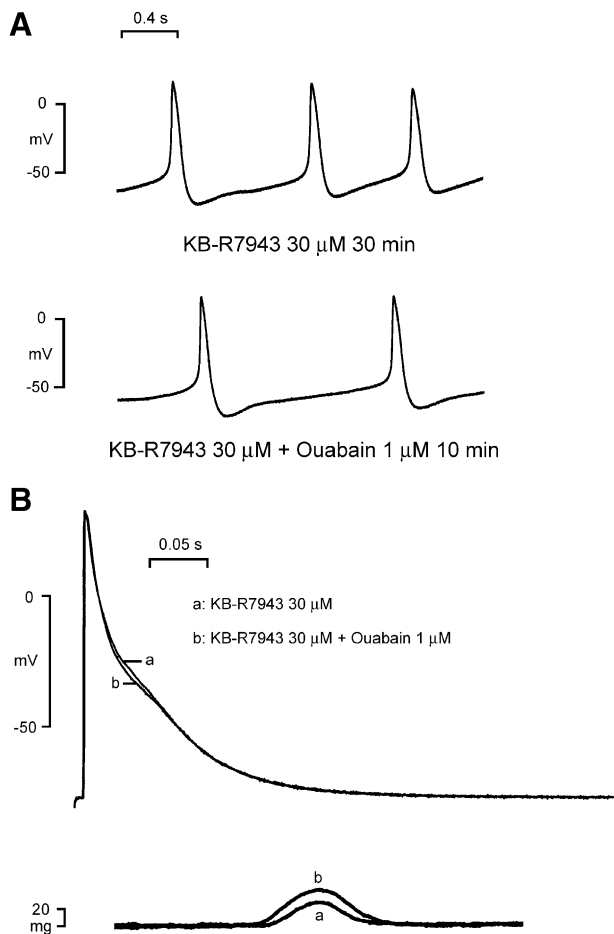 A
0.4 s
0
mV
-50
KB-R7943 30 μM 30 min
0
mV
-50
KB-R7943 30 μM + Ouabain 1 μM 10 min
B
0.05 s
0
a: KB-R7943 30 μM
b: KB-R7943 30 μM + Ouabain 1 μM
mV
a
b
-50
b
20
mg
a